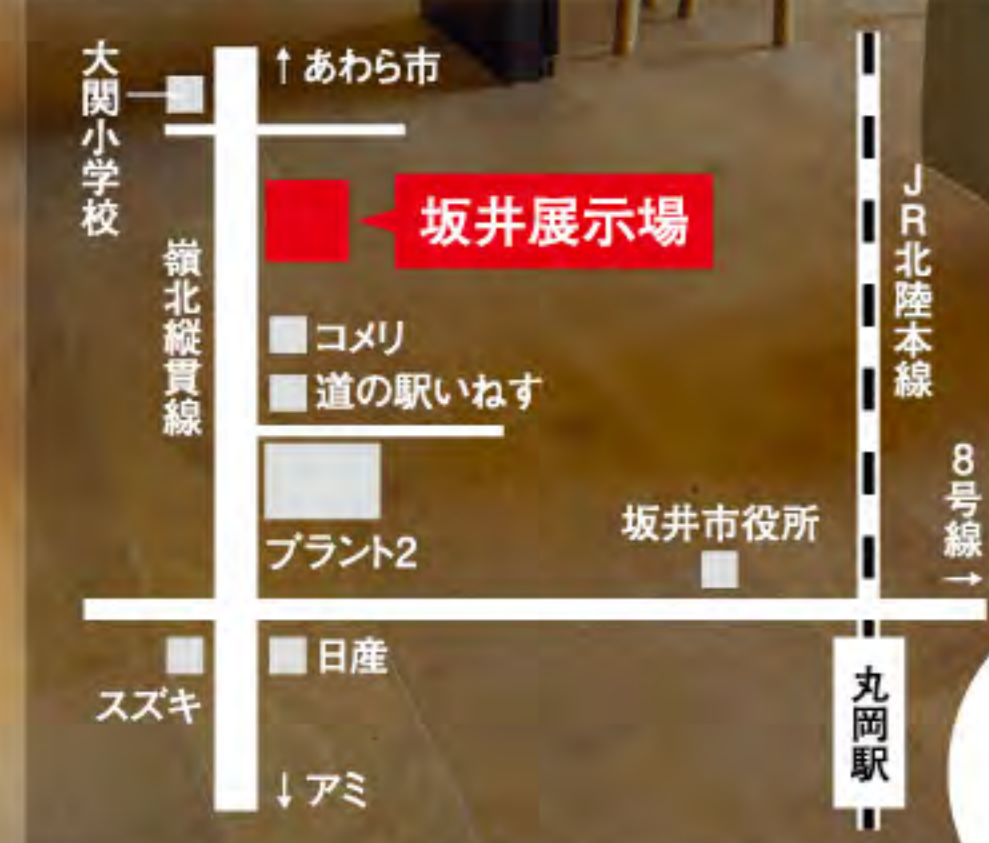 大関小学校
↑あわら市
坂井展示場
嶺北縦貫線
コメリ
道の駅いねす
JR北陸本線
プラント2
坂井市役所
8号線→
スズキ
日産
丸岡駅
↓アミ